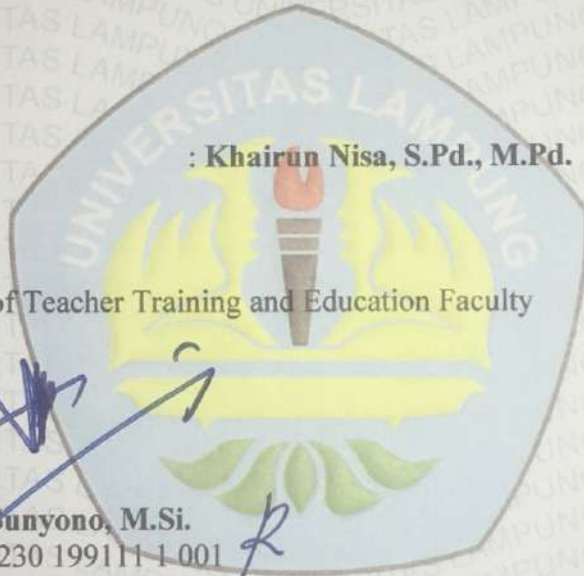 UNIVERSITAS LAMPUNG
: Khairun Nisa, S.Pd., M.Pd.
of Teacher Training and Education Faculty
unyono, M.Si.
230 199111 1 001